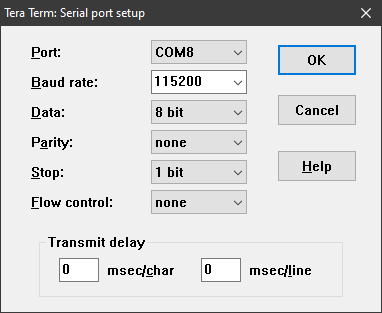 Tera Term: Serial port setup
Port: COM8 OK
Baud rate: 115200
Data: 8 bit Cancel
Parity: none
Stop: 1 bit Help
Flow control: none
Transmit delay
0 msec/char 0 msec/line